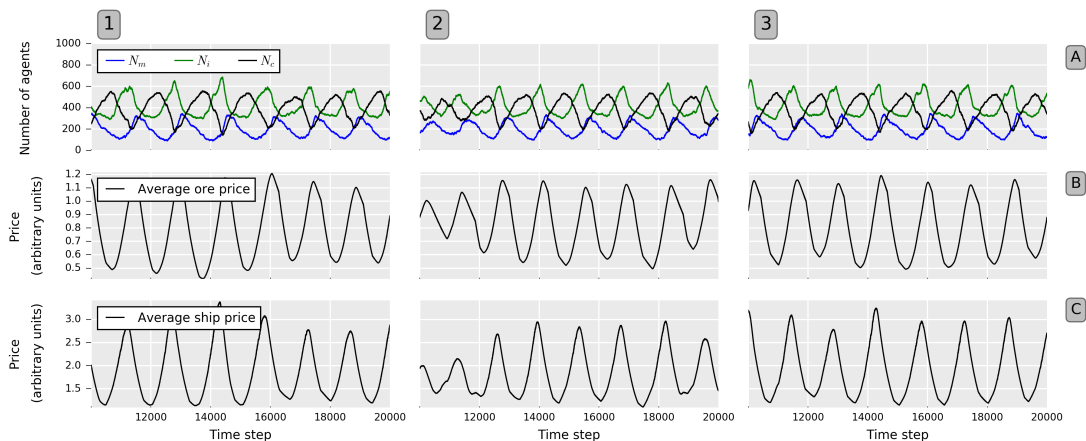 1 2 3
Number of agents
1000
800
600
400
200
0
N_m N_i N_c
A
Price
(arbitrary units)
1.2
1.1
1.0
0.9
0.8
0.7
0.6
0.5
Average ore price
B
Price
(arbitrary units)
3.0
2.5
2.0
1.5
Average ship price
C
12000 14000 16000 18000 20000 12000 14000 16000 18000 20000 12000 14000 16000 18000 20000
Time step Time step Time step